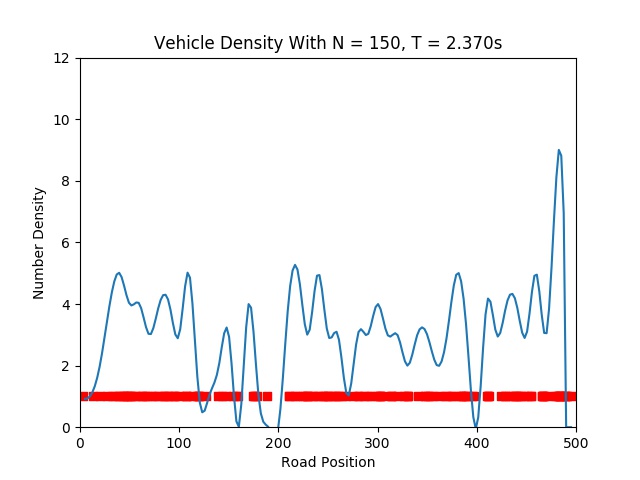 Vehicle Density With N = 150, T = 2.370s
12
10
8
6
4
2
0
Number Density
0 100 200 300 400 500
Road Position